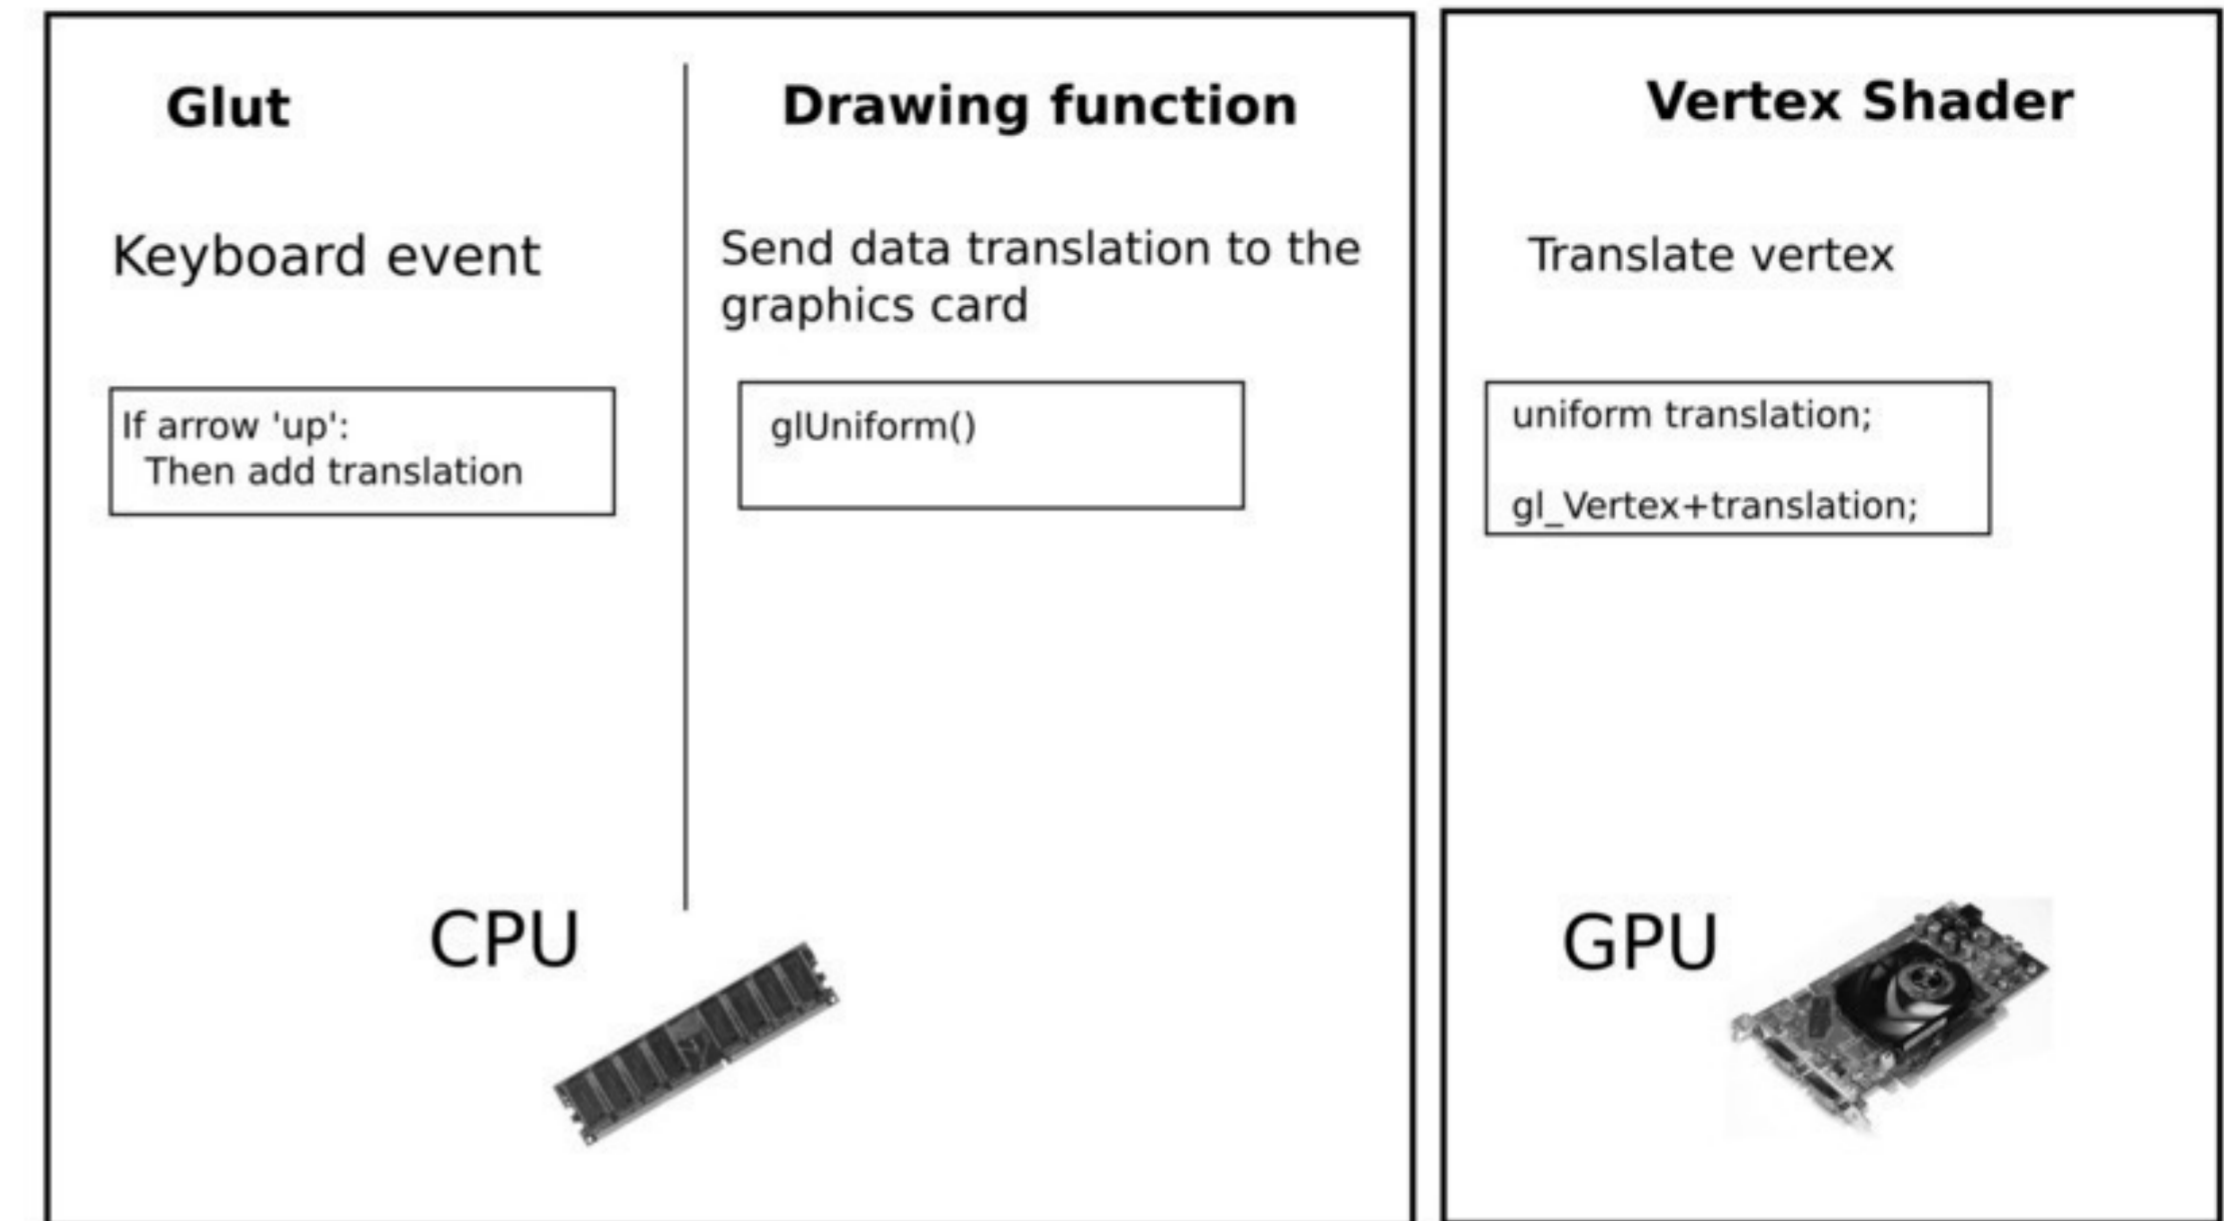 Glut
Keyboard event
If arrow 'up':
Then add translation
Drawing function
Send data translation to the
graphics card
glUniform()
CPU
Vertex Shader
Translate vertex
uniform translation;
gl_Vertex+translation;
GPU